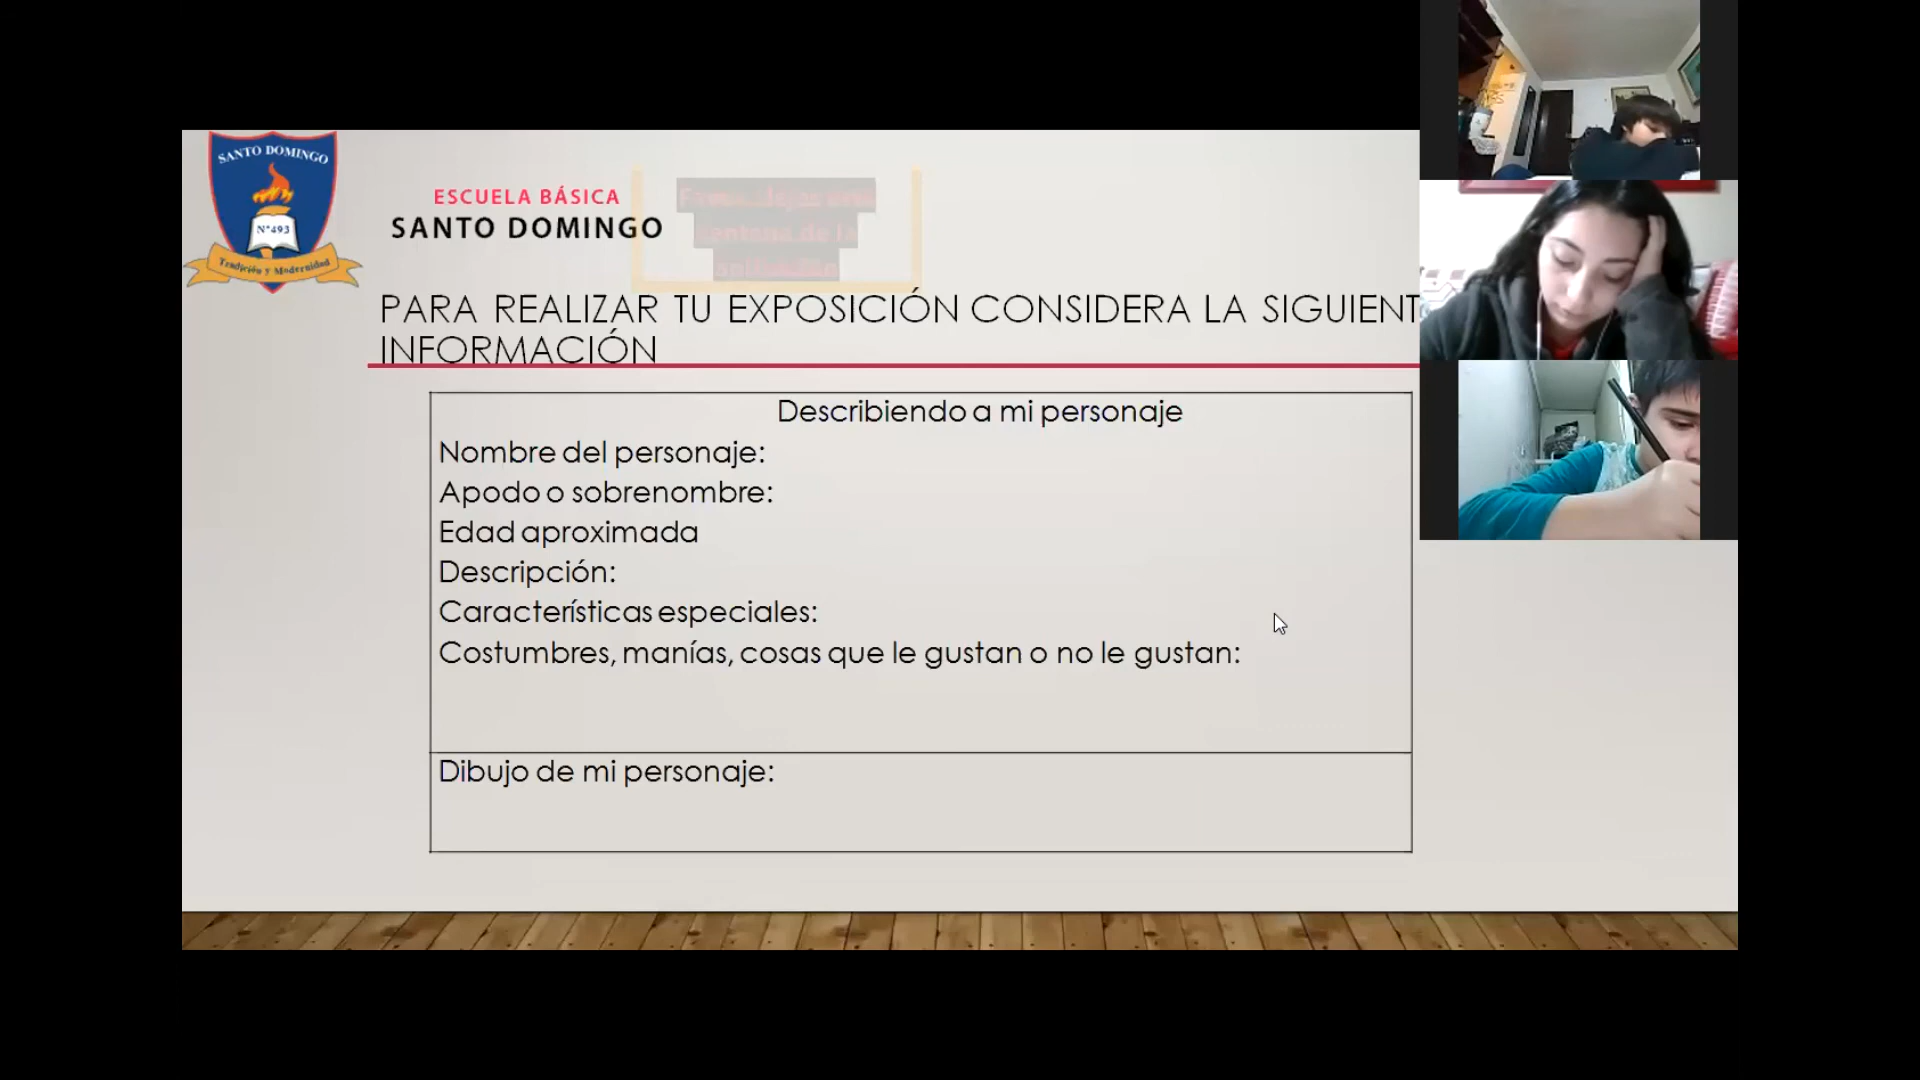 SANTO DOMINGO
N°493
Tradición y Modernidad
ESCUELA BÁSICA
SANTO DOMINGO
PARA REALIZAR TU EXPOSICIÓN CONSIDERA LA SIGUIENT
INFORMACIÓN
Describiendo a mi personaje
Nombre del personaje:
Apodo o sobrenombre:
Edad aproximada
Descripción:
Características especiales:
Costumbres, manías, cosas que le gustan o no le gustan:
Dibujo de mi personaje: